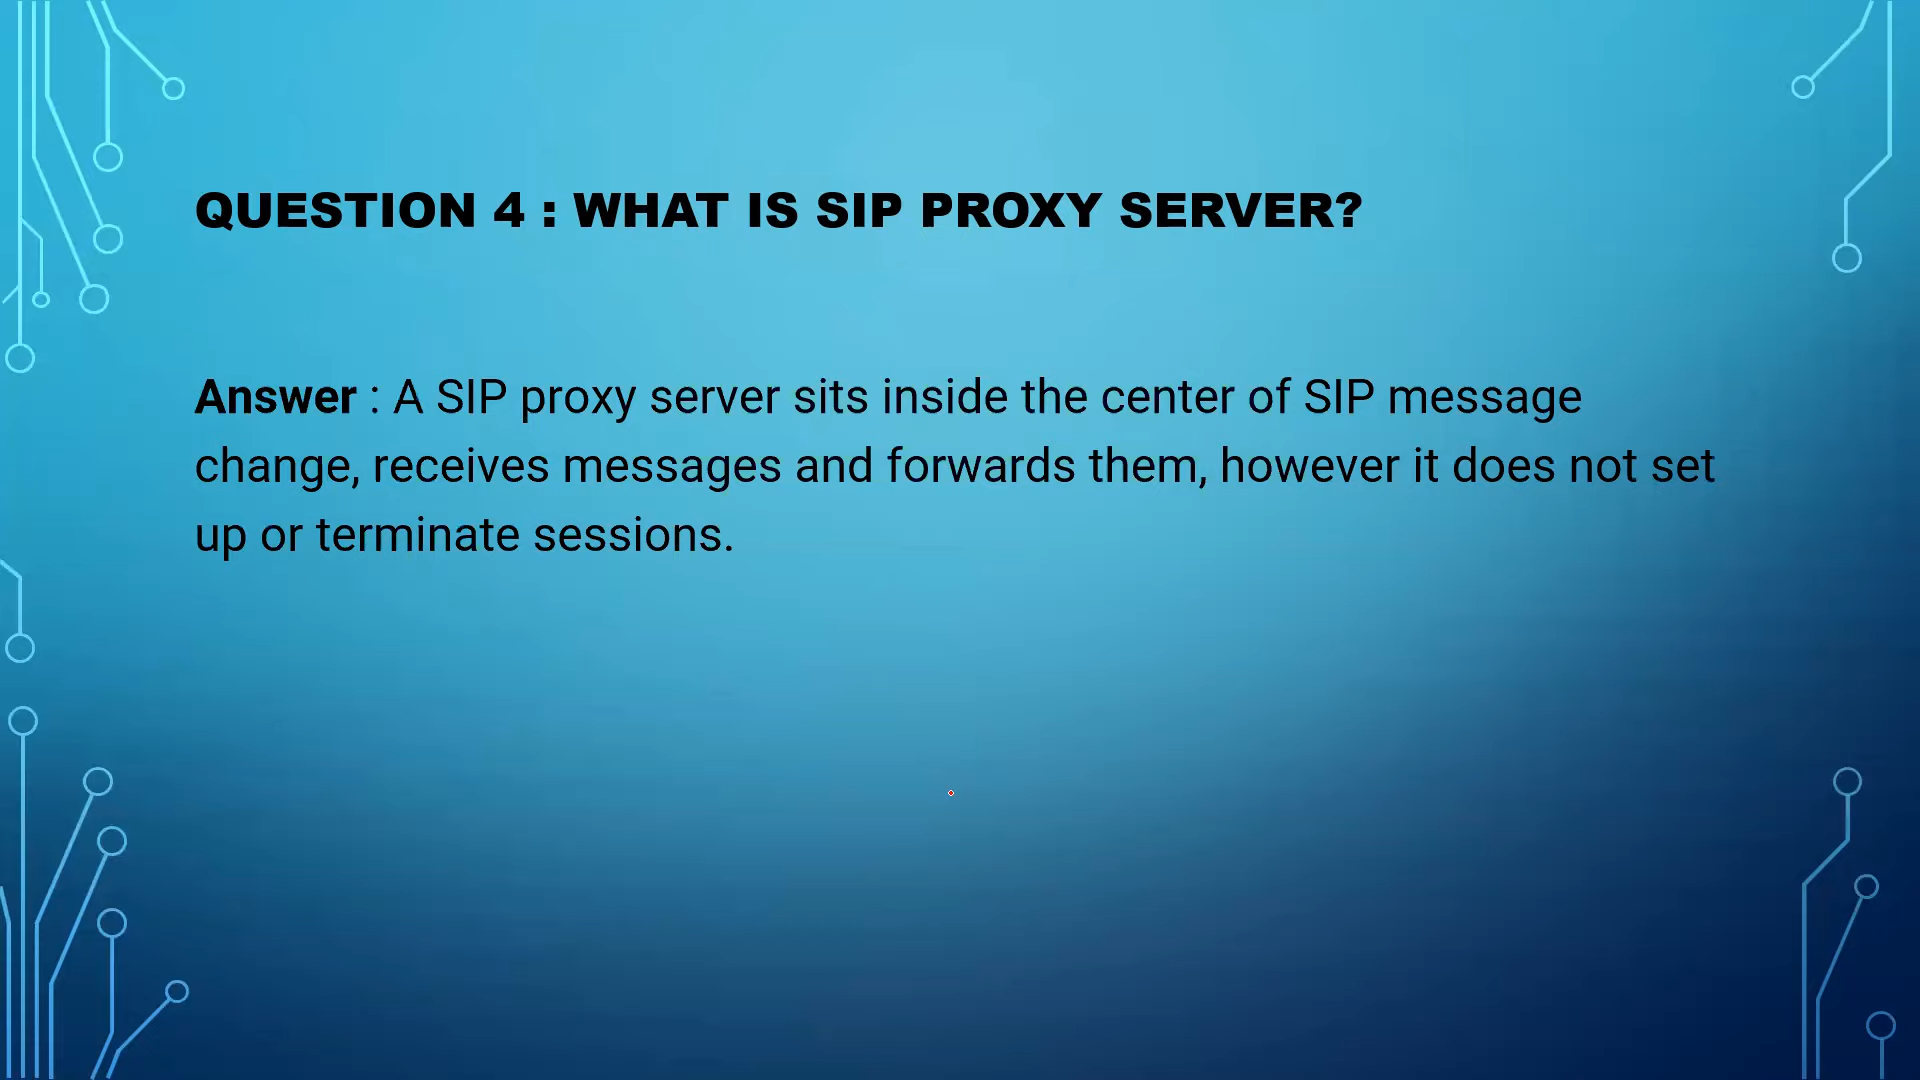 QUESTION 4 : WHAT IS SIP PROXY SERVER?
Answer : A SIP proxy server sits inside the center of SIP message
change, receives messages and forwards them, however it does not set
up or terminate sessions.